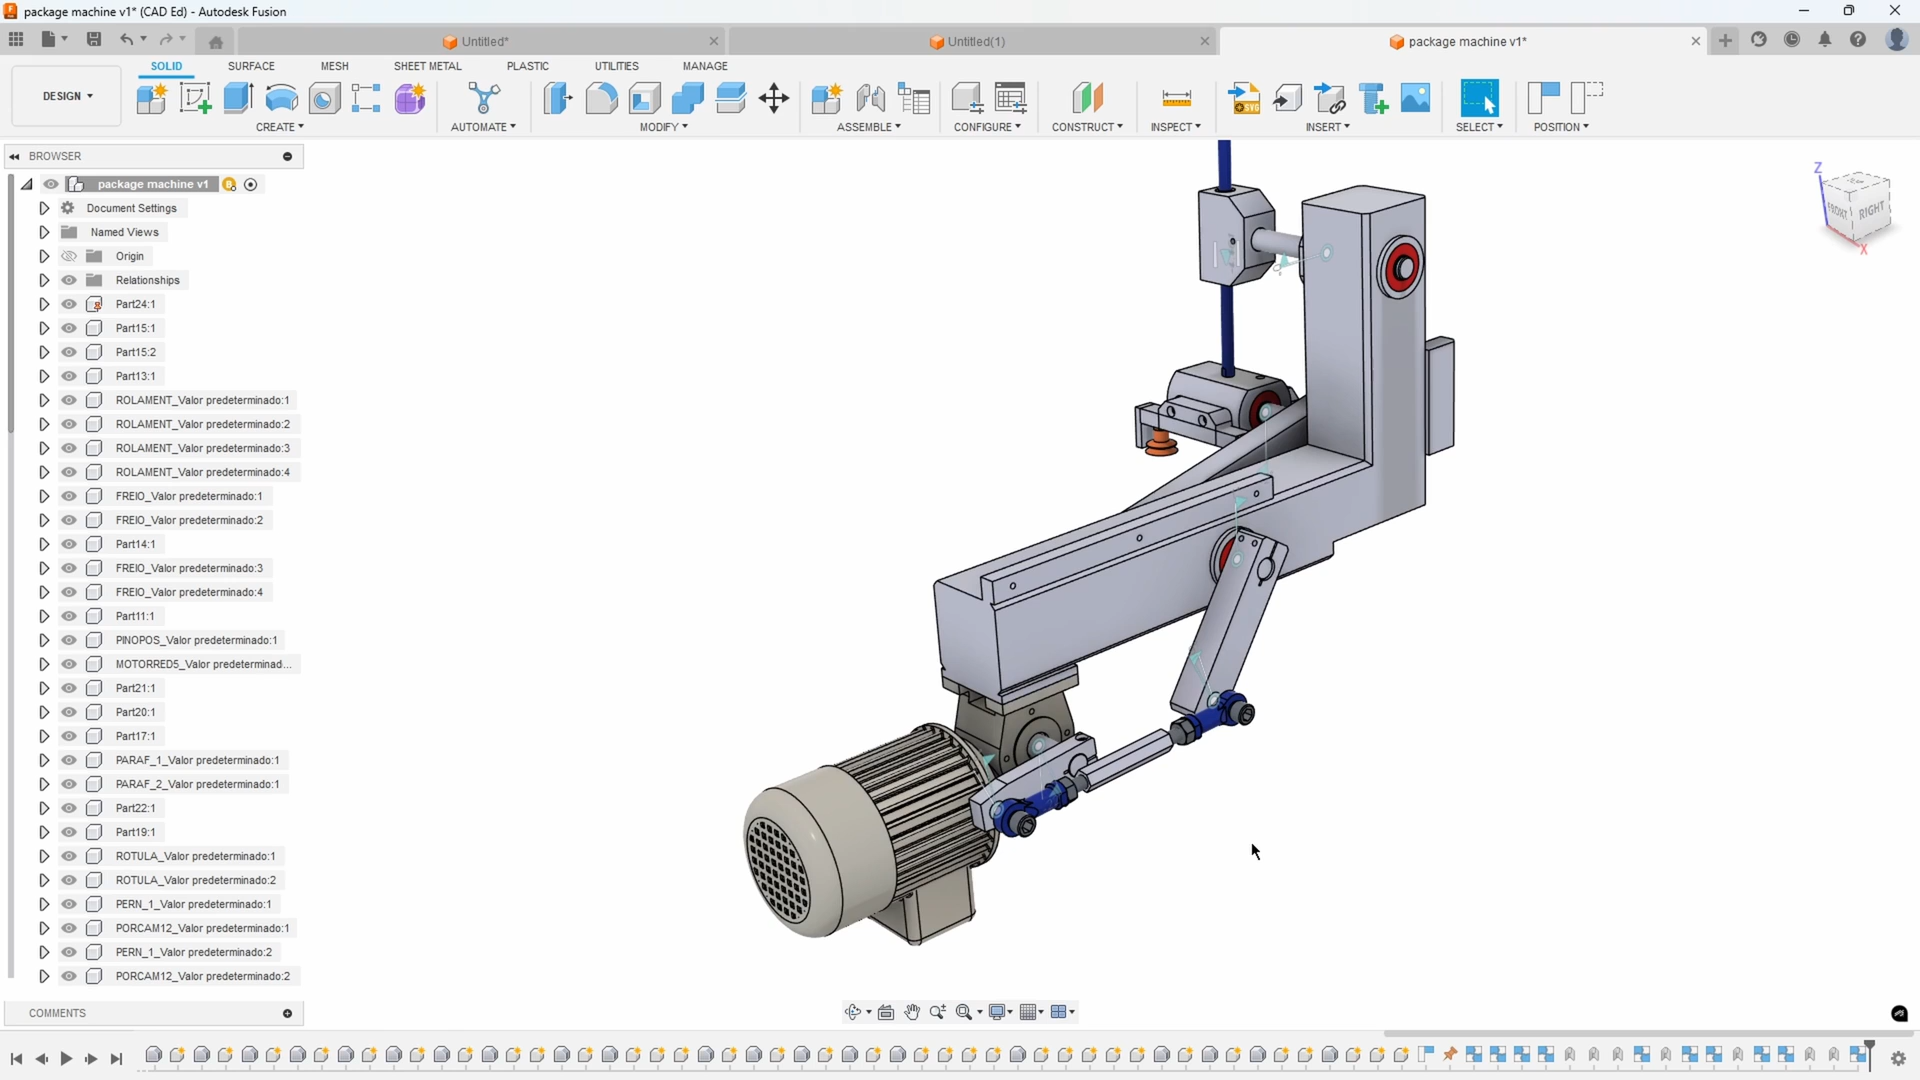 package machine v1* (CAD Ed) - Autodesk Fusion
Untitled*
Untitled(1)
package machine v1*
SOLID
SURFACE
MESH
SHEET METAL
PLASTIC
UTILITIES
MANAGE
DESIGN
CREATE
AUTOMATE
MODIFY
ASSEMBLE
CONFIGURE
CONSTRUCT
INSPECT
INSERT
SELECT
POSITION
BROWSER
package machine v1
Document Settings
Named Views
Origin
Relationships
Part24:1
Part15:1
Part15:2
Part13:1
ROLAMENT_Valor predeterminado:1
ROLAMENT_Valor predeterminado:2
ROLAMENT_Valor predeterminado:3
ROLAMENT_Valor predeterminado:4
FREIO_Valor predeterminado:1
FREIO_Valor predeterminado:2
Part14:1
FREIO_Valor predeterminado:3
FREIO_Valor predeterminado:4
Part11:1
PINOPOS_Valor predeterminado:1
MOTORRED5_Valor predeterminad...
Part21:1
Part20:1
Part17:1
PARAF_1_Valor predeterminado:1
PARAF_2_Valor predeterminado:1
Part22:1
Part19:1
ROTULA_Valor predeterminado:1
ROTULA_Valor predeterminado:2
PERN_1_Valor predeterminado:1
PORCAM12_Valor predeterminado:1
PERN_1_Valor predeterminado:2
PORCAM12_Valor predeterminado:2
COMMENTS
Z
FRONT
RIGHT
X